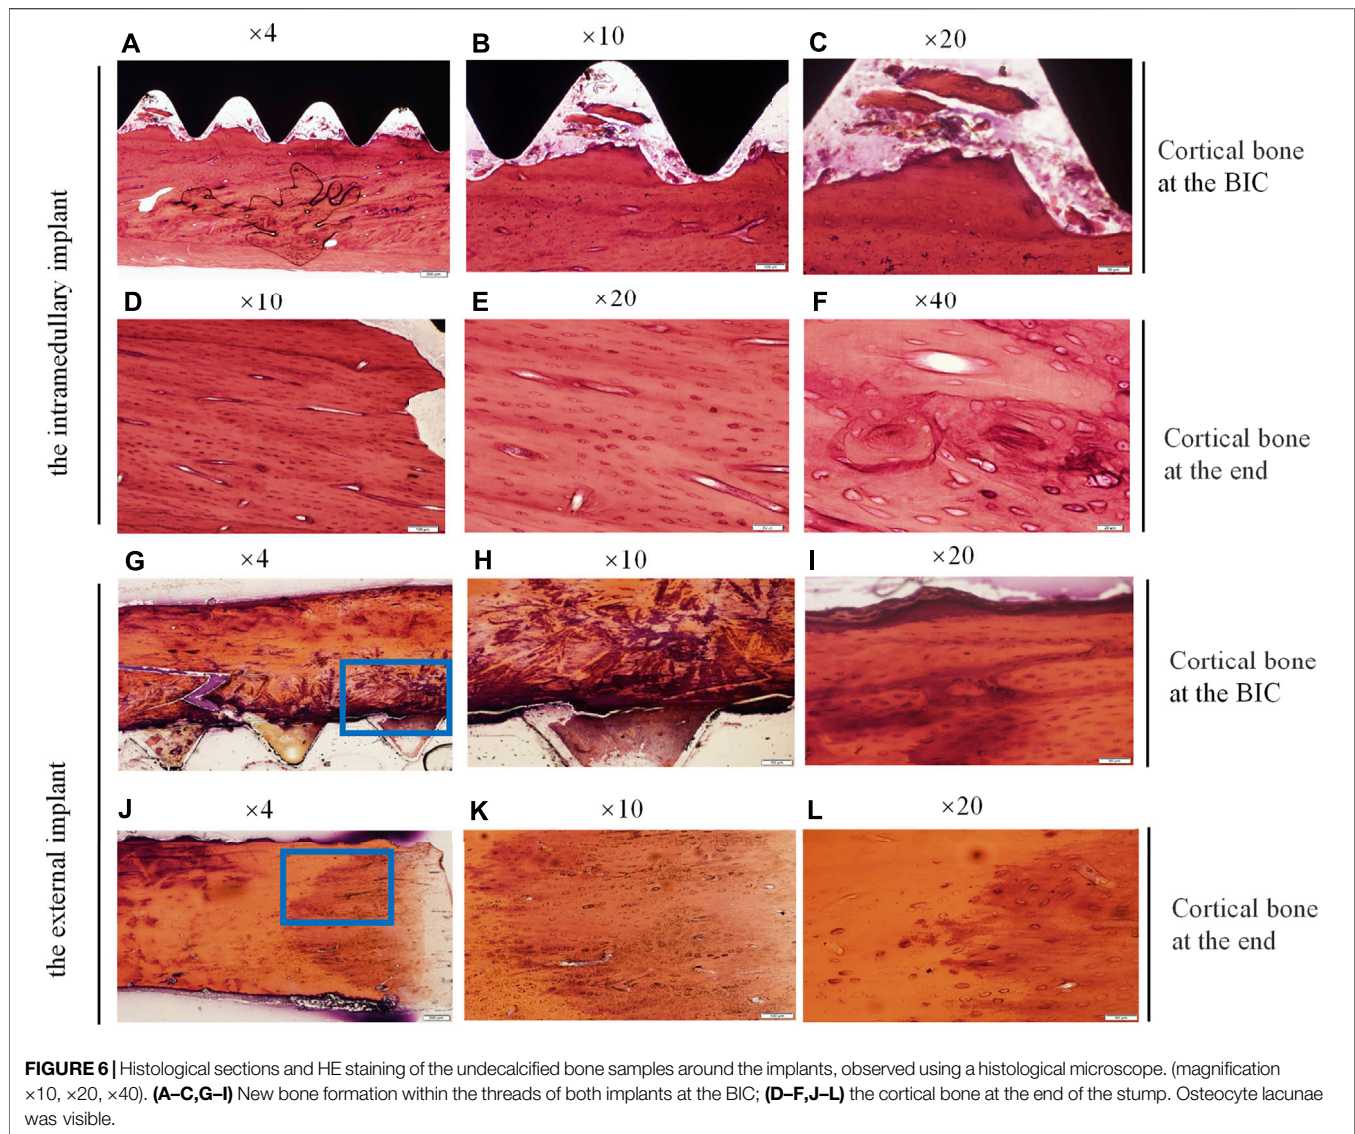 A ×4 B ×10 C ×20
the intramedullary implant
Cortical bone
at the BIC
D ×10 E ×20 F ×40
Cortical bone
at the end
G ×4 H ×10 I ×20
the external implant
Cortical bone
at the BIC
J ×4 K ×10 L ×20
Cortical bone
at the end
FIGURE 6 | Histological sections and HE staining of the undecalcified bone samples around the implants, observed using a histological microscope. (magnification
×10, ×20, ×40). (A–C,G–I) New bone formation within the threads of both implants at the BIC; (D–F,J–L) the cortical bone at the end of the stump. Osteocyte lacunae
was visible.